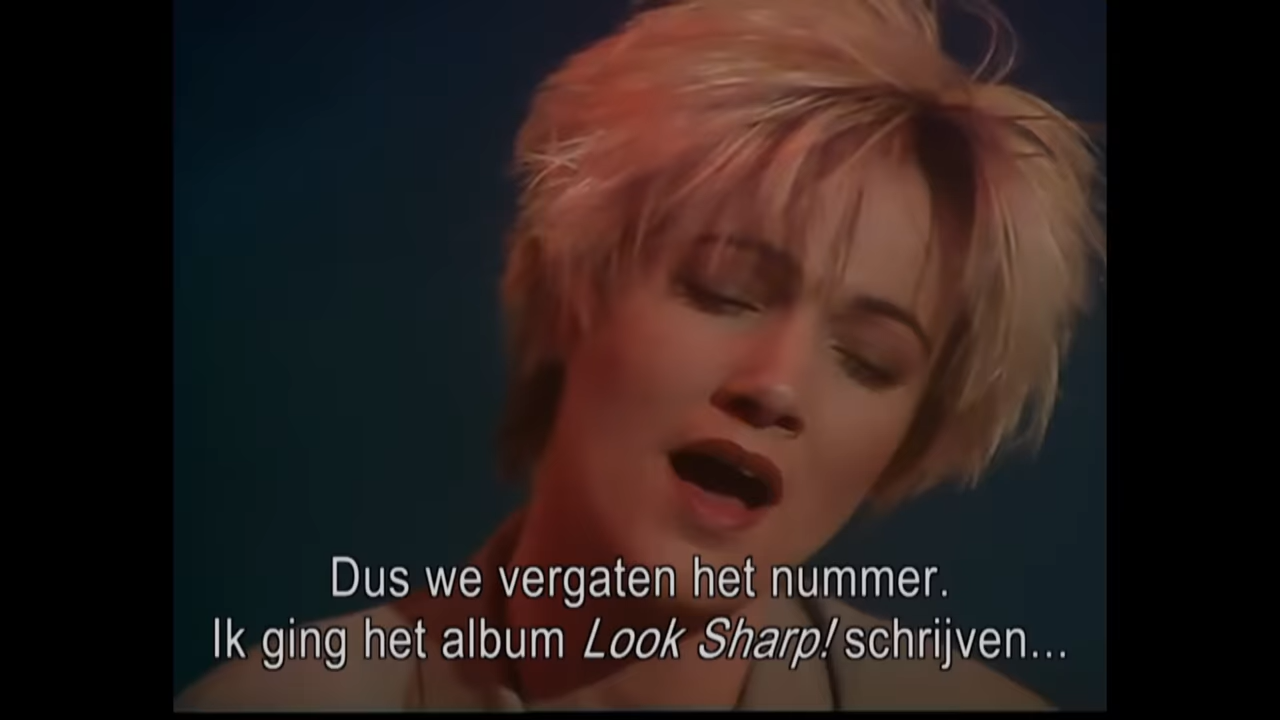 Dus we vergaten het nummer.
Ik ging het album Look Sharp! schrijven...